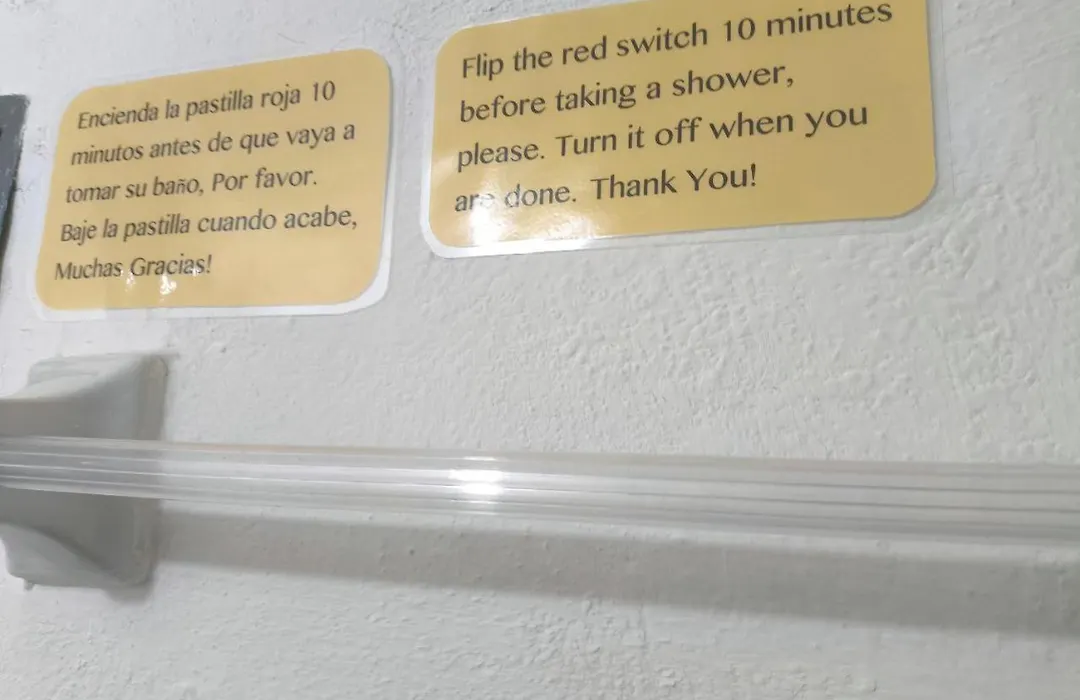 Encienda la pastilla roja 10
minutos antes de que vaya a
tomar su baño, Por favor.
Baje la pastilla cuando acabe,
Muchas Gracias!
Flip the red switch 10 minutes
before taking a shower,
please. Turn it off when you
are done. Thank You!